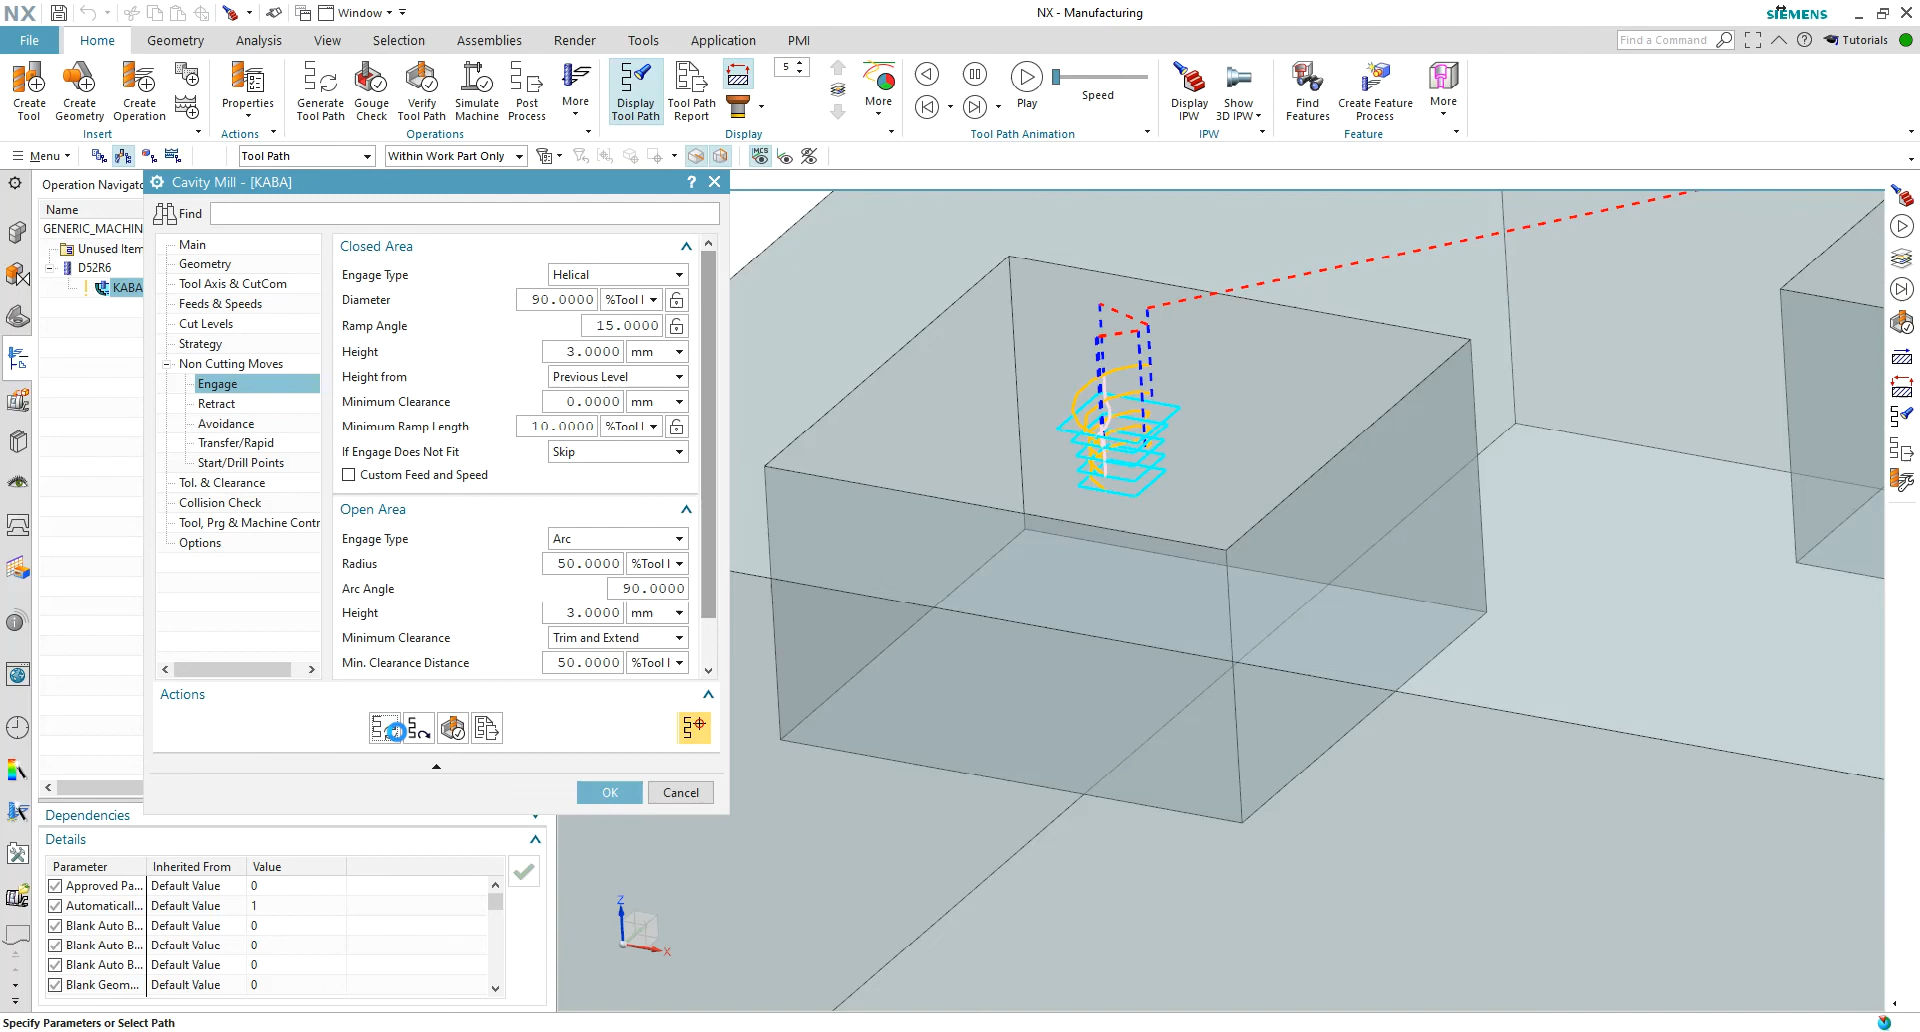 NX
Window
NX - Manufacturing
SIEMENS
File
Home
Geometry
Analysis
View
Selection
Assemblies
Render
Tools
Application
PMI
Find a Command
Tutorials
Create Tool
Create Geometry
Create Operation
Properties
Generate Tool Path
Gouge Check
Verify Tool Path
Simulate Machine
Post Process
More
Display Tool Path
Tool Path Report
5
More
Play
Speed
Display IPW
Show 3D IPW
Find Features
Create Feature Process
More
Insert
Actions
Operations
Display
Tool Path Animation
IPW
Feature
Menu
Tool Path
Within Work Part Only
MCS
Operation Navigato
Name
GENERIC_MACHIN
Unused Item
D52R6
KABA
Cavity Mill - [KABA]
Find
Main
Geometry
Tool Axis & CutCom
Feeds & Speeds
Cut Levels
Strategy
Non Cutting Moves
Engage
Retract
Avoidance
Transfer/Rapid
Start/Drill Points
Tol. & Clearance
Collision Check
Tool, Prg & Machine Contr
Options
Closed Area
Engage Type Helical
Diameter 90.0000 %Tool
Ramp Angle 15.0000
Height 3.0000 mm
Height from Previous Level
Minimum Clearance 0.0000 mm
Minimum Ramp Length 10.0000 %Tool
If Engage Does Not Fit Skip
Custom Feed and Speed
Open Area
Engage Type Arc
Radius 50.0000 %Tool
Arc Angle 90.0000
Height 3.0000 mm
Minimum Clearance Trim and Extend
Min. Clearance Distance 50.0000 %Tool
Actions
OK
Cancel
Dependencies
Details
Parameter Inherited From Value
Approved Pa... Default Value 0
Automaticall... Default Value 1
Blank Auto B... Default Value 0
Blank Auto B... Default Value 0
Blank Auto B... Default Value 0
Blank Geom... Default Value 0
Z
X
Specify Parameters or Select Path